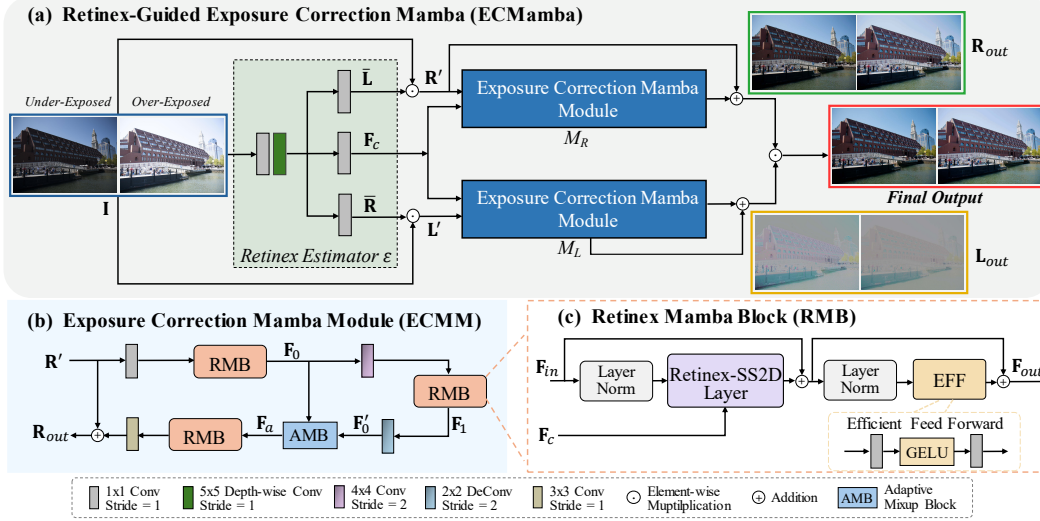 (a) Retinex-Guided Exposure Correction Mamba (ECMamba)
Under-Exposed
Over-Exposed
I
L̄
F_c
R̄
Retinex Estimator ε
R'
L'
Exposure Correction Mamba
Module
M_R
Exposure Correction Mamba
Module
M_L
R_out
Final Output
L_out
(b) Exposure Correction Mamba Module (ECMM)
R'
RMB
F_0
RMB
F_1
F'_0
AMB
F_a
RMB
R_out
(c) Retinex Mamba Block (RMB)
F_in
Layer
Norm
Retinex-SS2D
Layer
F_c
Layer
Norm
EFF
F_out
Efficient Feed Forward
GELU
1x1 Conv
Stride = 1
5x5 Depth-wise Conv
Stride = 1
4x4 Conv
Stride = 2
2x2 DeConv
Stride = 2
3x3 Conv
Stride = 1
Element-wise
Muptilplication
Addition
AMB
Adaptive
Mixup Block